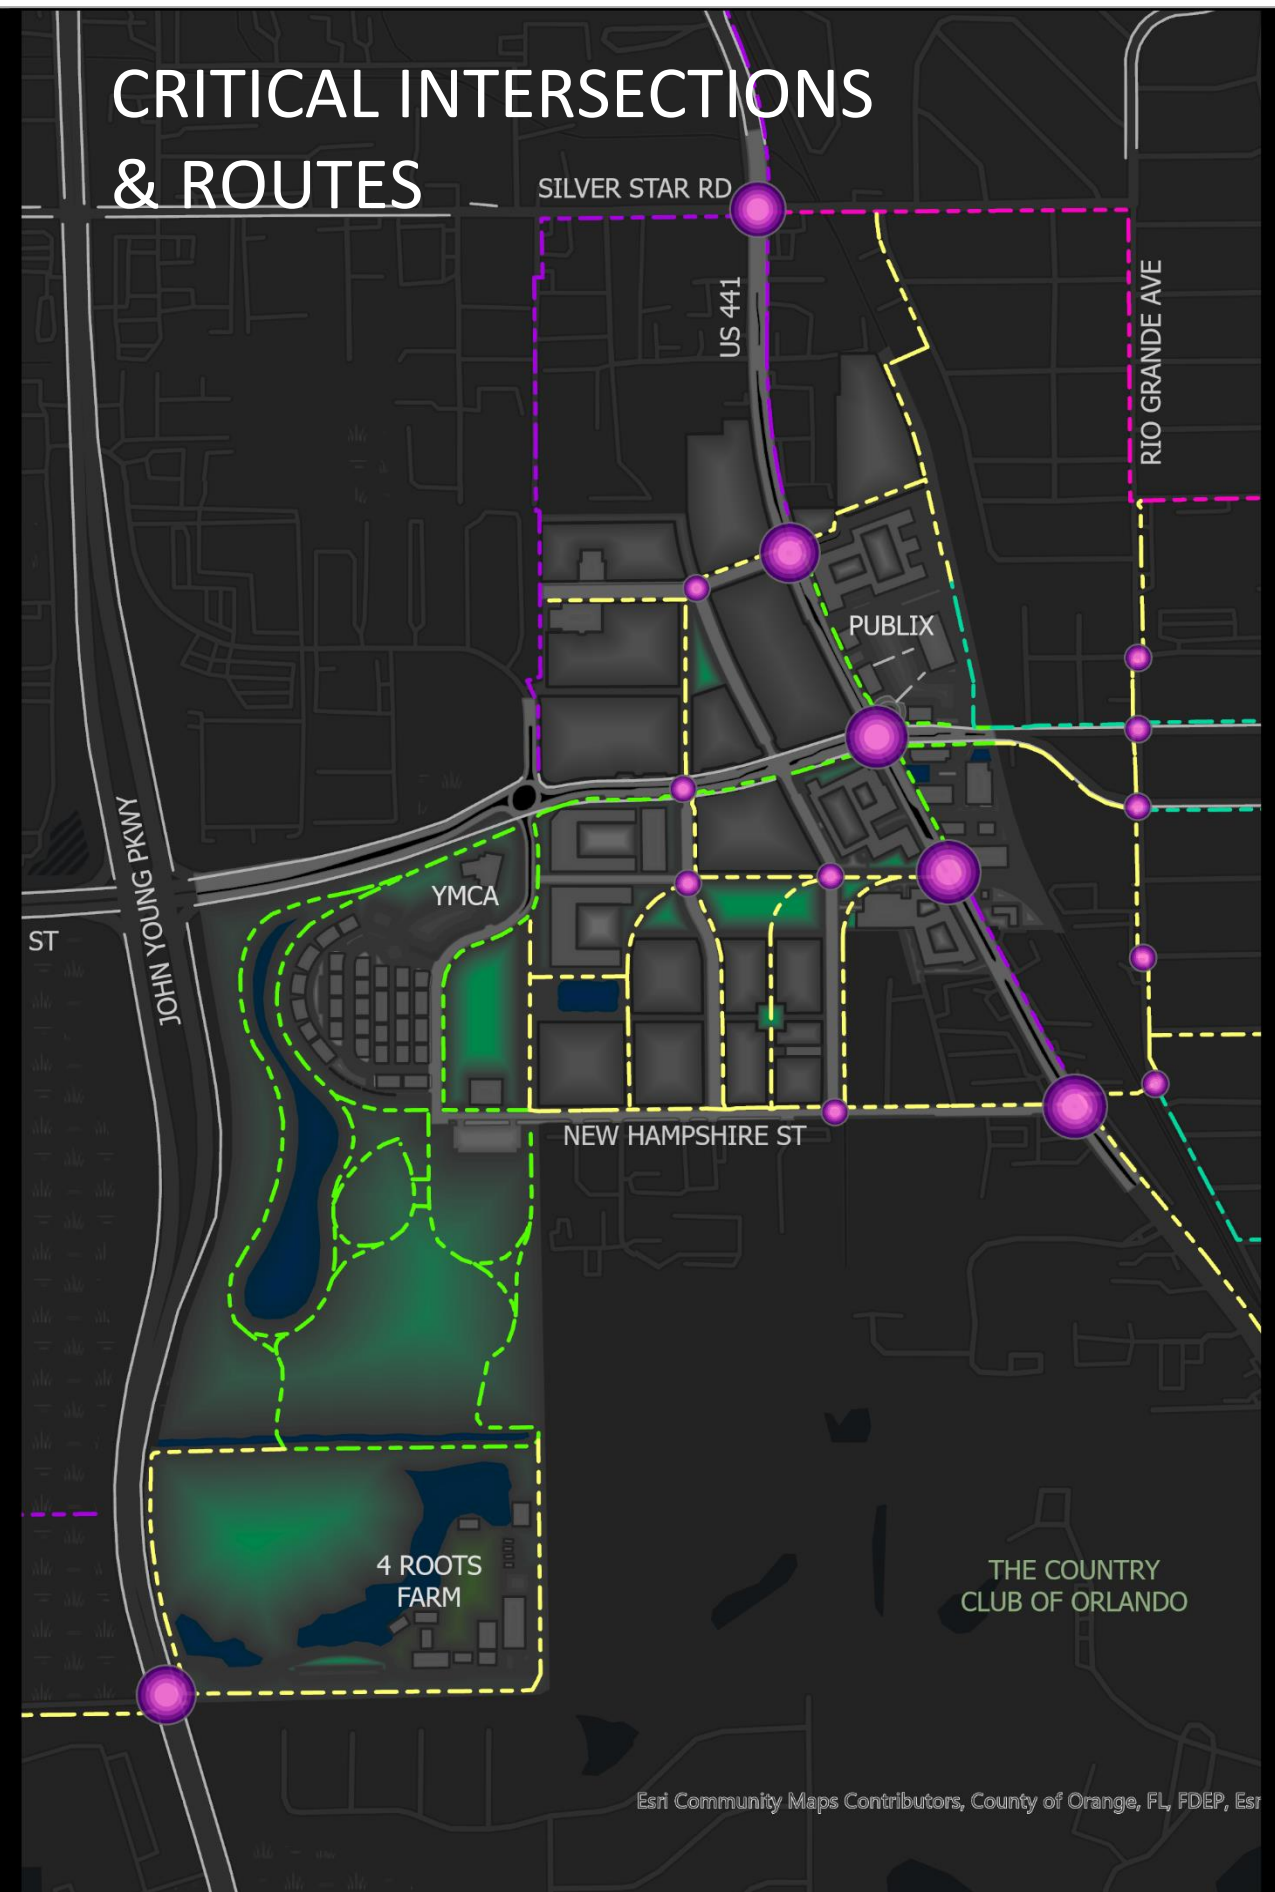 CRITICAL INTERSECTIONS
& ROUTES
SILVER STAR RD
US 441
RIO GRANDE AVE
PUBLIX
JOHN YOUNG PKWY
YMCA
ST
NEW HAMPSHIRE ST
4 ROOTS
FARM
THE COUNTRY
CLUB OF ORLANDO
Esri Community Maps Contributors, County of Orange, FL, FDEP, Esr